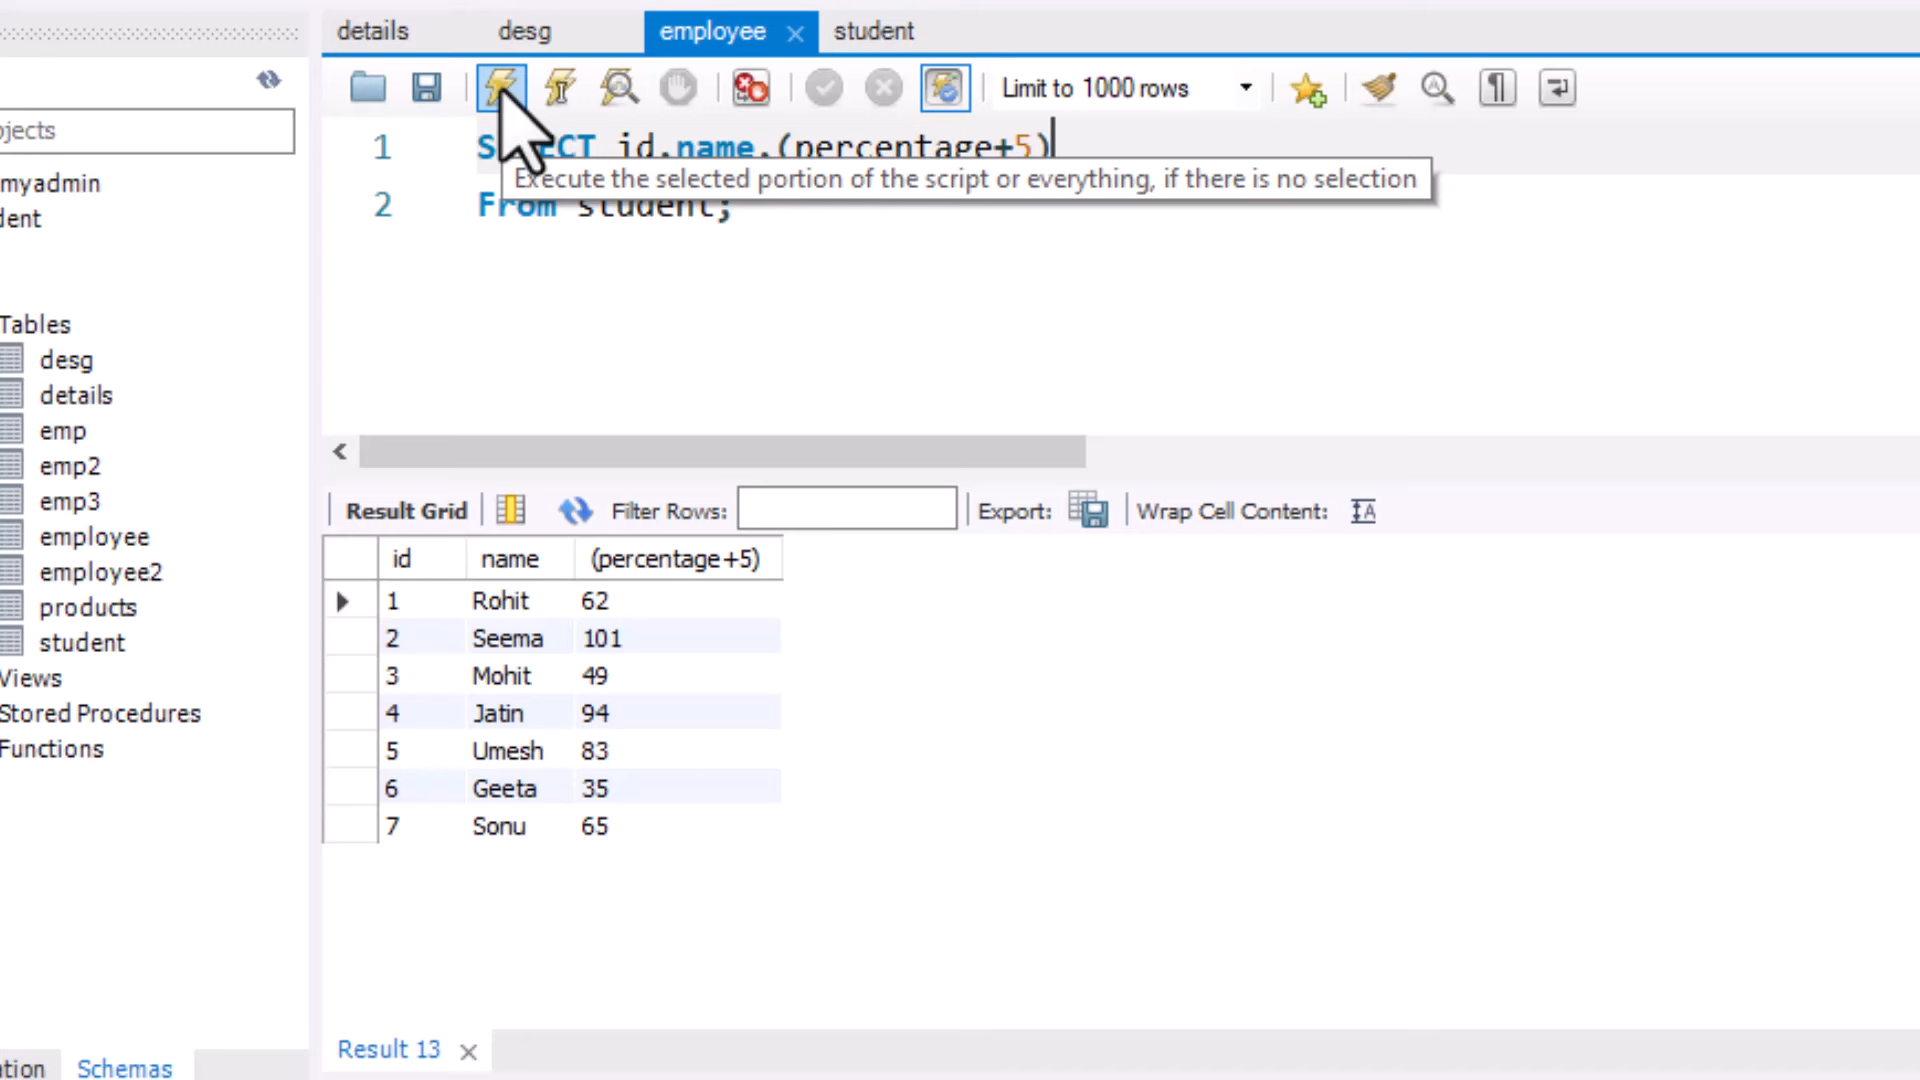 details desg employee student
Limit to 1000 rows
jects
1 SELECT id,name,(percentage+5)
Execute the selected portion of the script or everything, if there is no selection
2 From student;
myadmin
dent
Tables
desg
details
emp
emp2
emp3
employee
employee2
products
student
Views
Stored Procedures
Functions
Result Grid Filter Rows: Export: Wrap Cell Content: IA
id name (percentage+5)
1 Rohit 62
2 Seema 101
3 Mohit 49
4 Jatin 94
5 Umesh 83
6 Geeta 35
7 Sonu 65
Result 13
tion Schemas